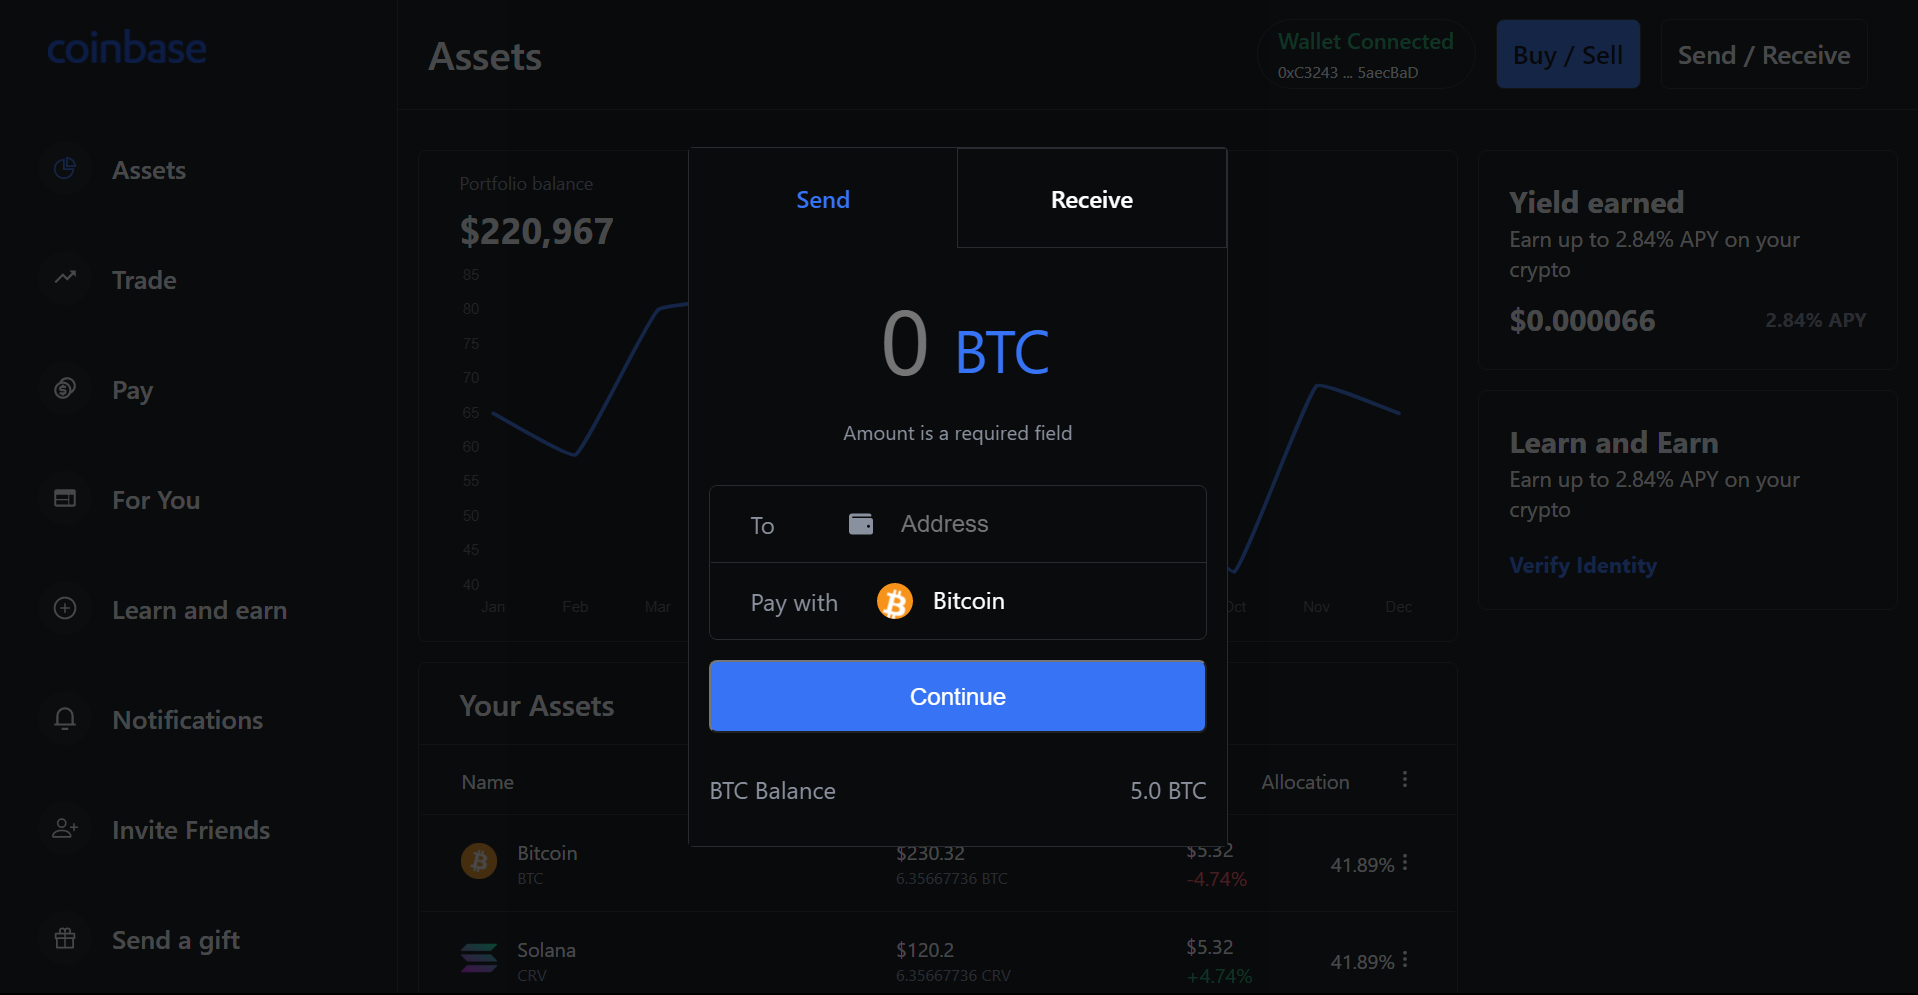 coinbase
Assets
Trade
Pay
For You
Learn and earn
Notifications
Invite Friends
Send a gift
Assets
Wallet Connected
0xC3243 ... 5aecBaD
Buy / Sell
Send / Receive
Portfolio balance
$220,967
85
80
75
70
65
60
55
50
45
40
Jan Feb Mar Oct Nov Dec
Send
Receive
0 BTC
Amount is a required field
To Address
Pay with Bitcoin
Continue
BTC Balance 5.0 BTC
Yield earned
Earn up to 2.84% APY on your
crypto
$0.000066 2.84% APY
Learn and Earn
Earn up to 2.84% APY on your
crypto
Verify Identity
Your Assets
Name Allocation
Bitcoin $230.32 $5.32 41.89%
BTC 6.35667736 BTC -4.74%
Solana $120.2 $5.32 41.89%
CRV 6.35667736 CRV +4.74%